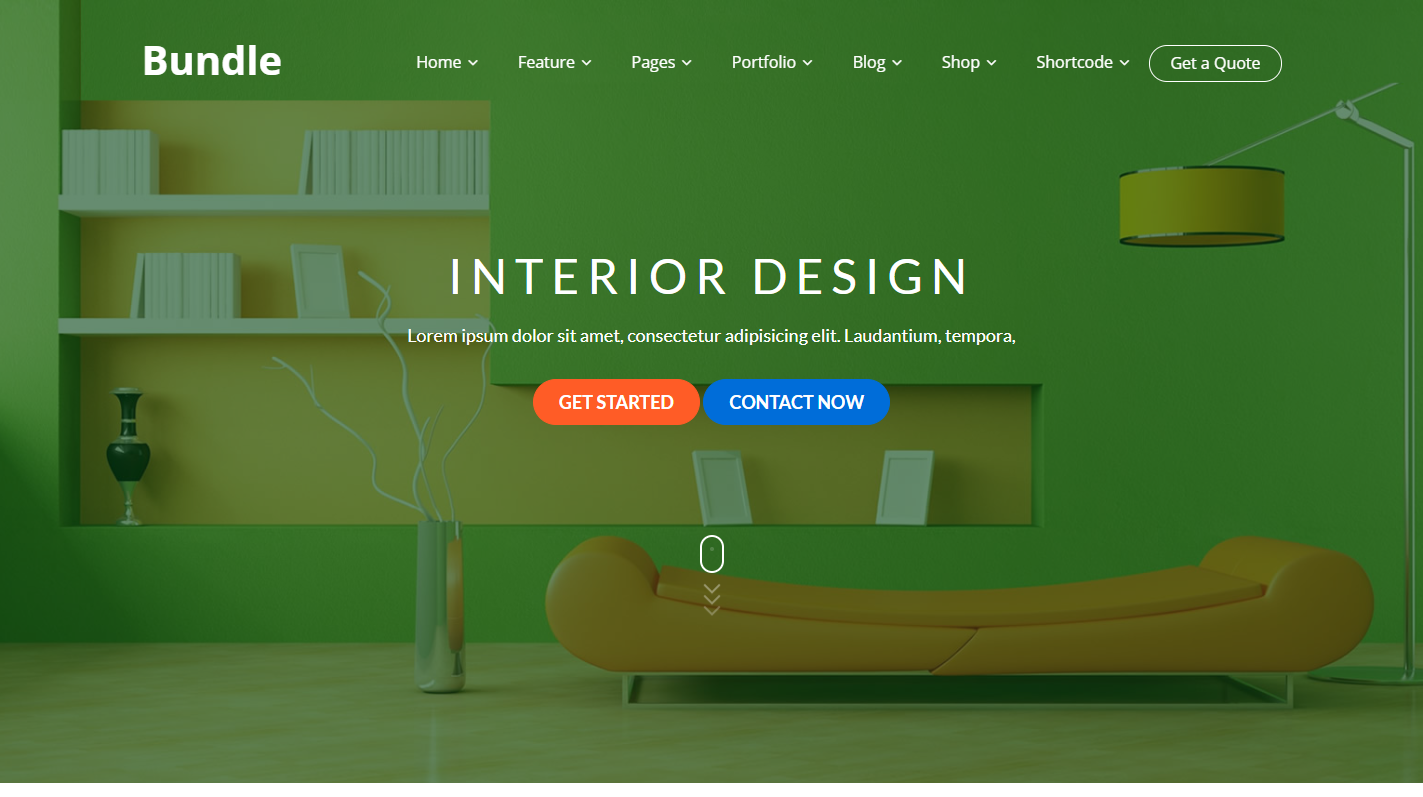 Bundle
Home Feature Pages Portfolio Blog Shop Shortcode Get a Quote
INTERIOR DESIGN
Lorem ipsum dolor sit amet, consectetur adipisicing elit. Laudantium, tempora,
GET STARTED CONTACT NOW